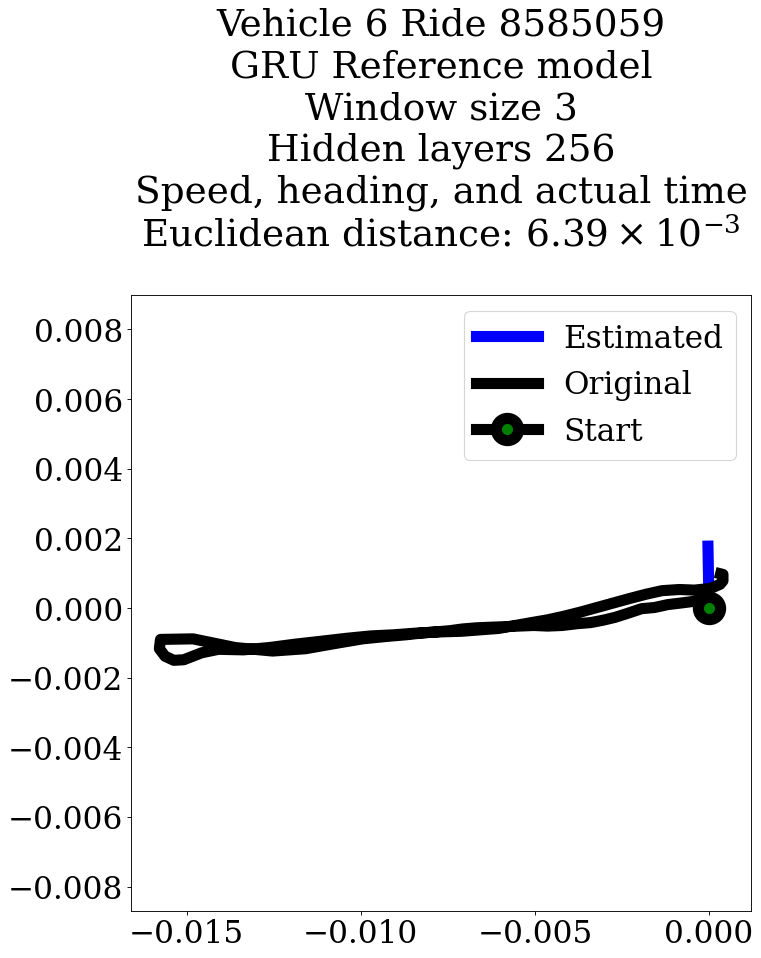 Vehicle 6 Ride 8585059
GRU Reference model
Window size 3
Hidden layers 256
Speed, heading, and actual time
Euclidean distance: 6.39 × 10⁻³
Estimated
Original
Start
0.008
0.006
0.004
0.002
0.000
−0.002
−0.004
−0.006
−0.008
−0.015 −0.010 −0.005 0.000